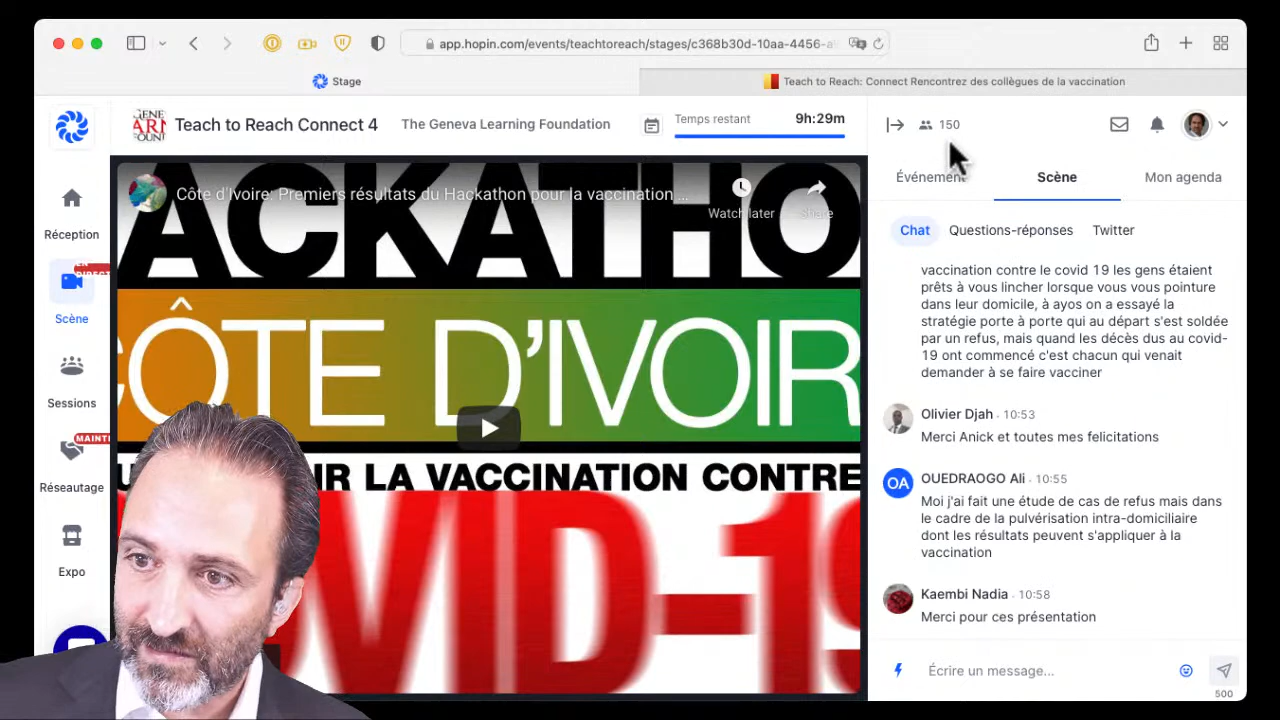 app.hopin.com/events/teachtoreach/stages/c368b30d-10aa-4456-a
Stage
Teach to Reach: Connect Rencontrez des collègues de la vaccination
Teach to Reach Connect 4
The Geneva Learning Foundation
Temps restant
9h:29m
150
Événement
Scène
Mon agenda
Chat
Questions-réponses
Twitter
Réception
Scène
Sessions
MAINT
Réseautage
Expo
Côte d'Ivoire: Premiers résultats du Hackathon pour la vaccination ...
Watch later
Share
ACKATHO
CÔTE D'IVOIR
IR LA VACCINATION CONTRE
VID-19
vaccination contre le covid 19 les gens étaient
prêts à vous lincher lorsque vous vous pointure
dans leur domicile, à ayos on a essayé la
stratégie porte à porte qui au départ s'est soldée
par un refus, mais quand les décès dus au covid-
19 ont commencé c'est chacun qui venait
demander à se faire vacciner
Olivier Djah · 10:53
Merci Anick et toutes mes felicitations
OA
OUEDRAOGO Ali · 10:55
Moi j'ai fait une étude de cas de refus mais dans
le cadre de la pulvérisation intra-domiciliaire
dont les résultats peuvent s'appliquer à la
vaccination
Kaembi Nadia · 10:58
Merci pour ces présentation
Écrire un message...
500